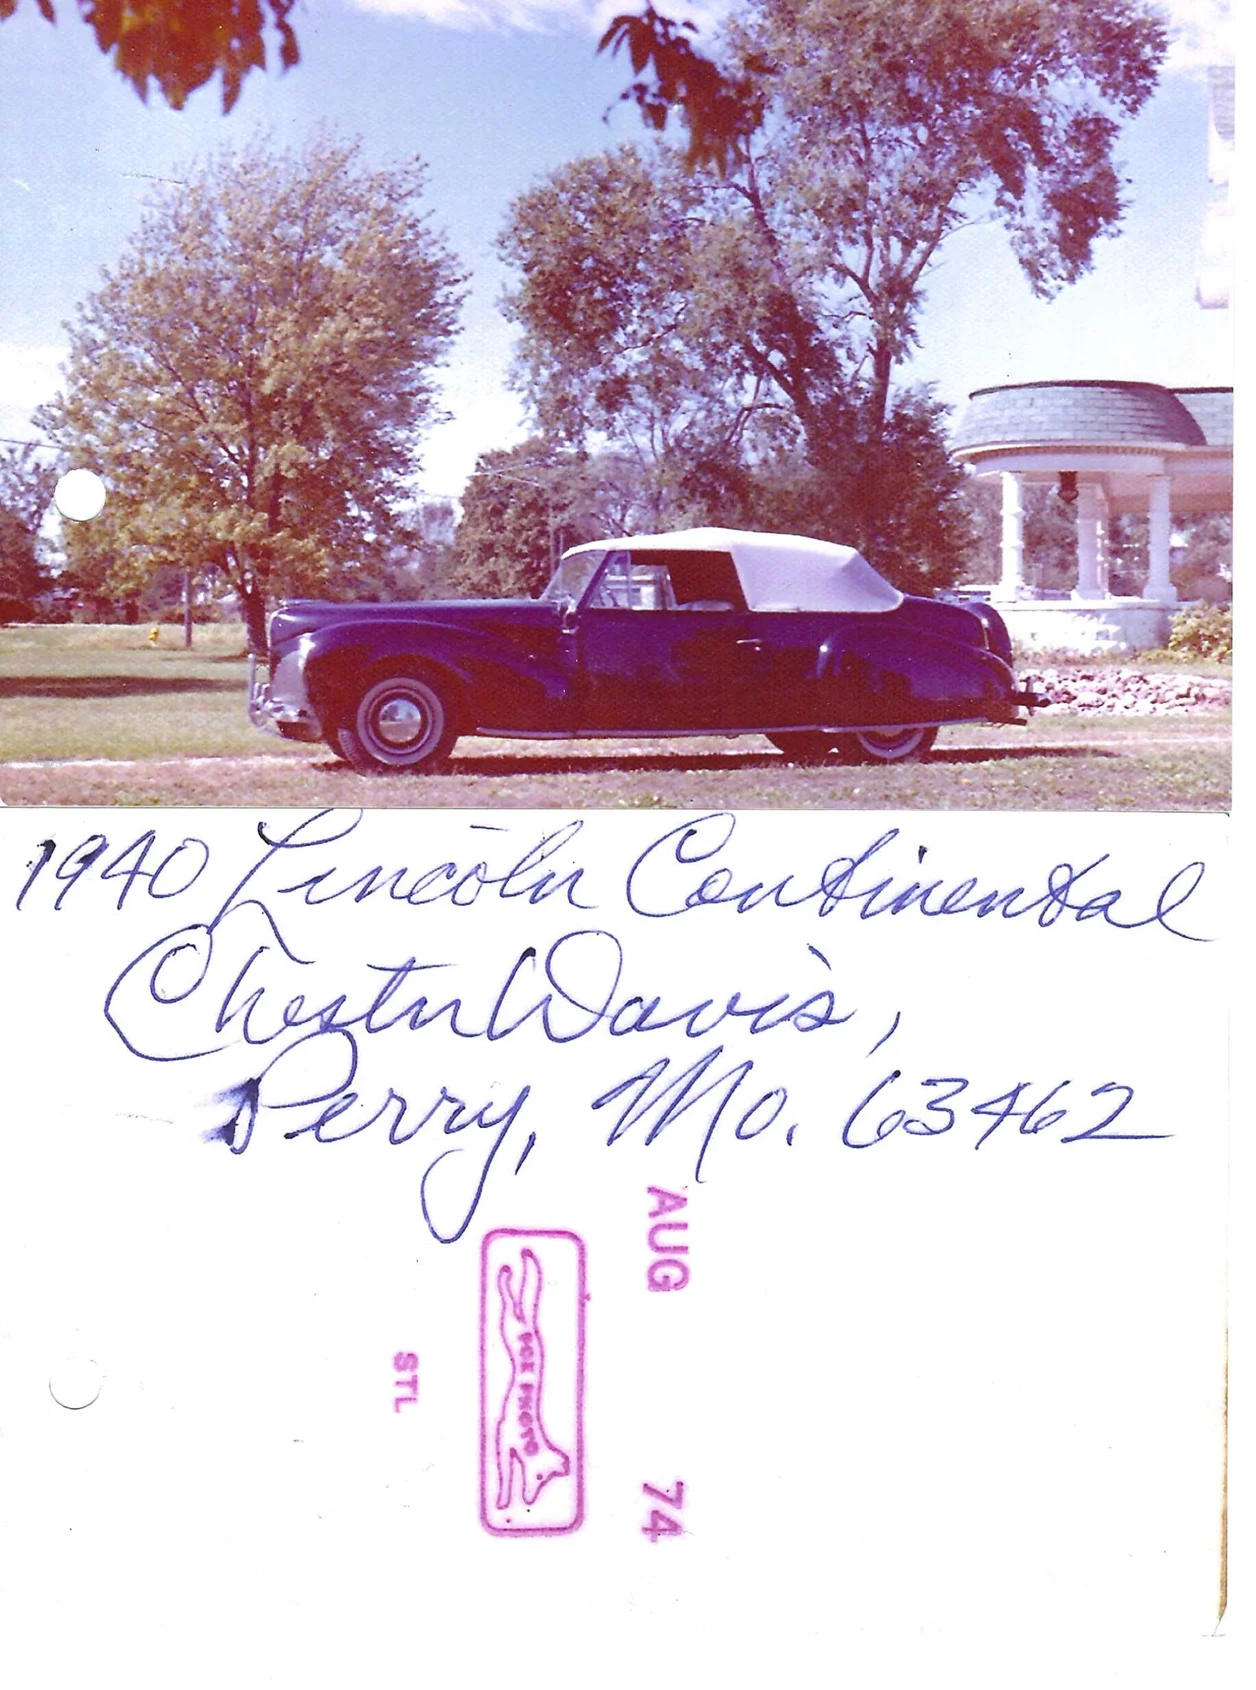 1940 Lincoln Continental
Chester Davis,
Perry, Mo. 63462
AUG 74
FOX PHOTO
STL